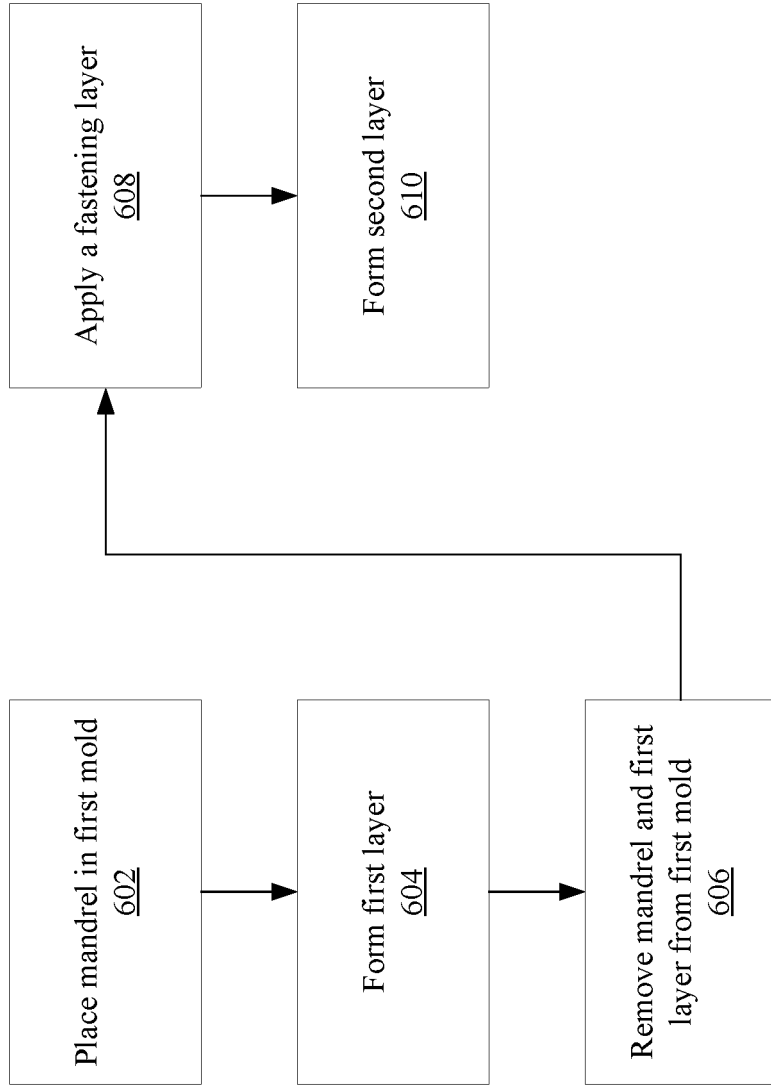 Place mandrel in first mold
602
Form first layer
604
Remove mandrel and first
layer from first mold
606
Apply a fastening layer
608
Form second layer
610